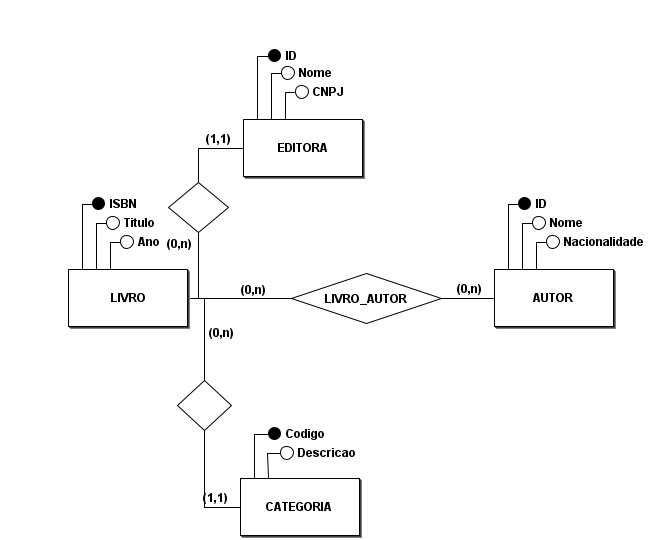 ID
Nome
CNPJ
(1,1)
EDITORA
ISBN
Titulo
Ano
(0,n)
LIVRO
(0,n)
LIVRO_AUTOR
(0,n)
ID
Nome
Nacionalidade
AUTOR
(0,n)
Codigo
Descricao
(1,1)
CATEGORIA